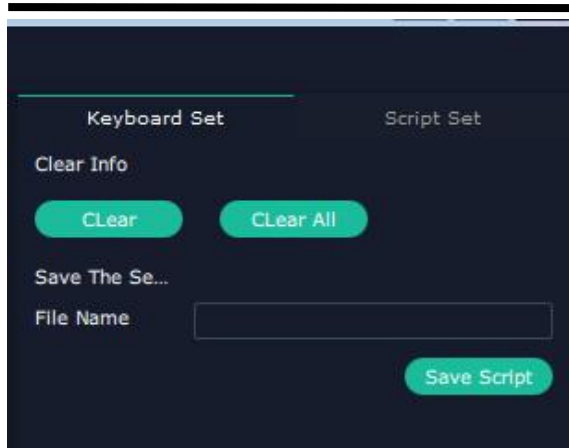 Keyboard Set Script Set
Clear Info
CLear CLear All
Save The Se...
File Name
Save Script